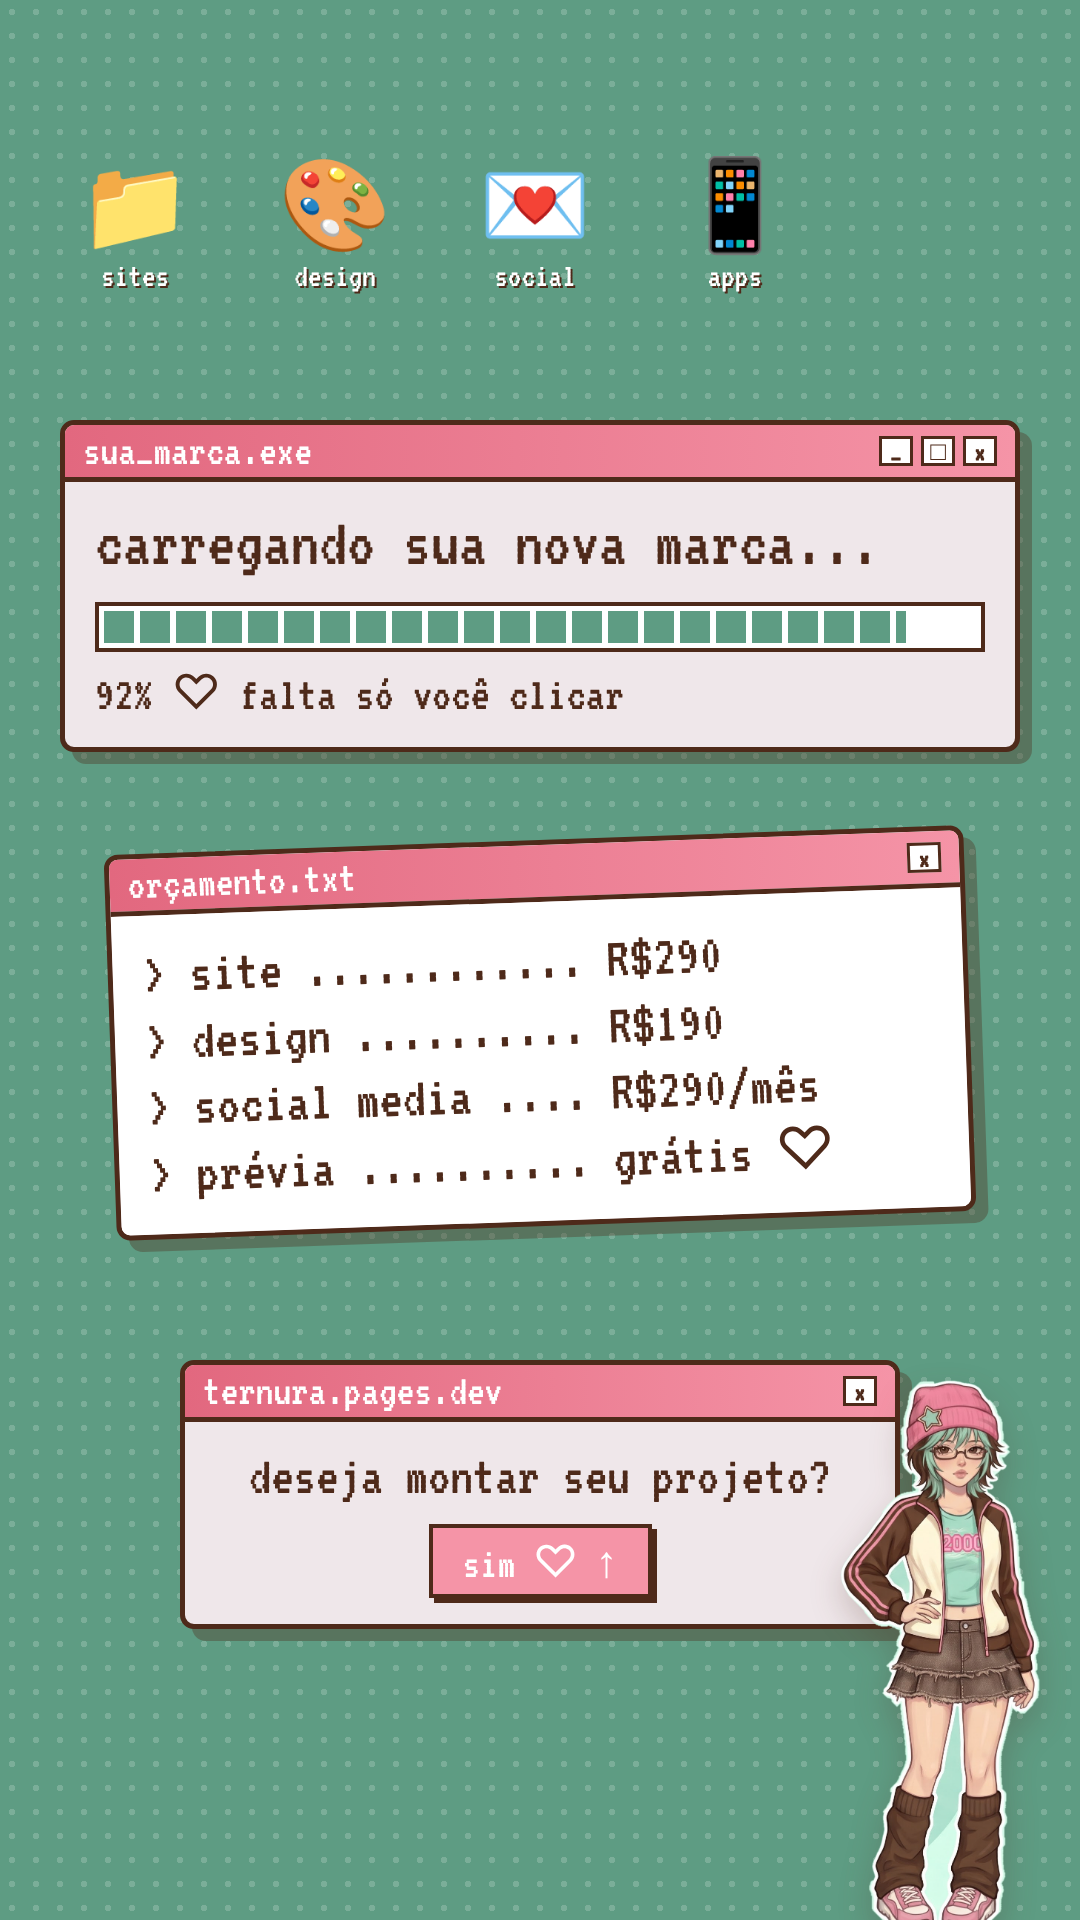 sites
design
social
apps
sua_marca.exe
carregando sua nova marca...
92% ♡ falta só você clicar
orçamento.txt
> site ............ R$290
> design .......... R$190
> social media .... R$290/mês
> prévia .......... grátis ♡
ternura.pages.dev
deseja montar seu projeto?
sim ♡ ↑
2000